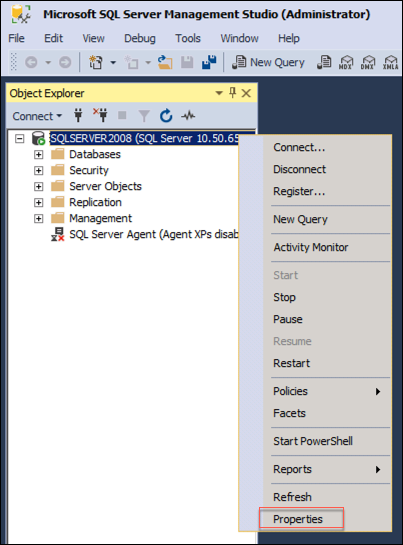 Microsoft SQL Server Management Studio (Administrator)
File Edit View Debug Tools Window Help
New Query MDX DMX XMLA
Object Explorer
Connect
SQLSERVER2008 (SQL Server 10.50.65
Databases
Security
Server Objects
Replication
Management
SQL Server Agent (Agent XPs disab
Connect...
Disconnect
Register...
New Query
Activity Monitor
Start
Stop
Pause
Resume
Restart
Policies
Facets
Start PowerShell
Reports
Refresh
Properties